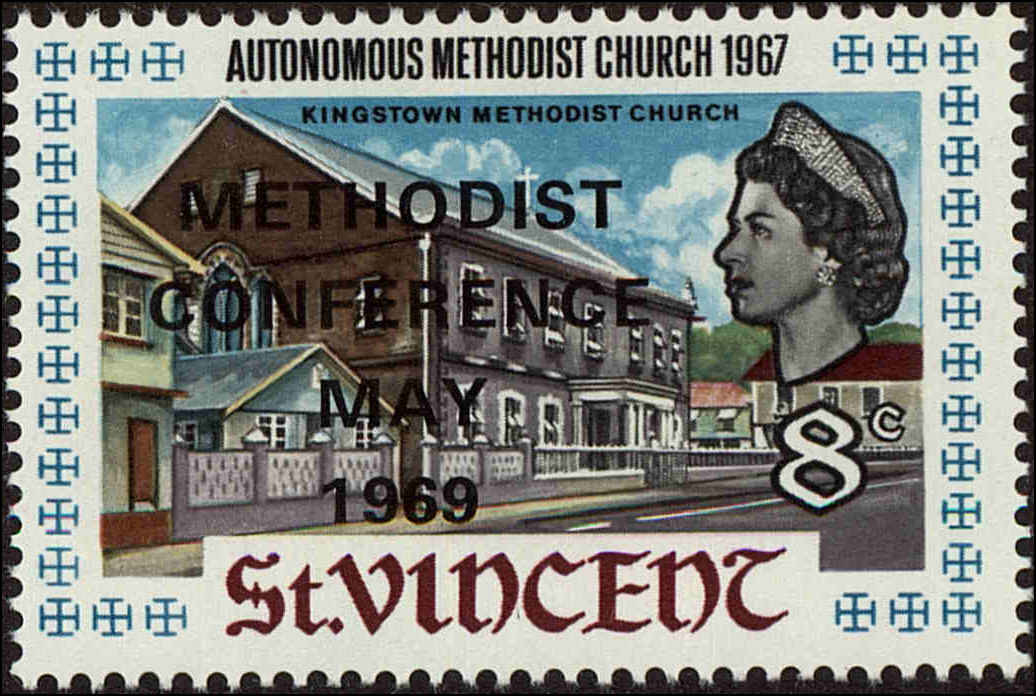 AUTONOMOUS METHODIST CHURCH 1967
KINGSTOWN METHODIST CHURCH
METHODIST
CONFERENCE
MAY
1969
8c
St. VINCENT